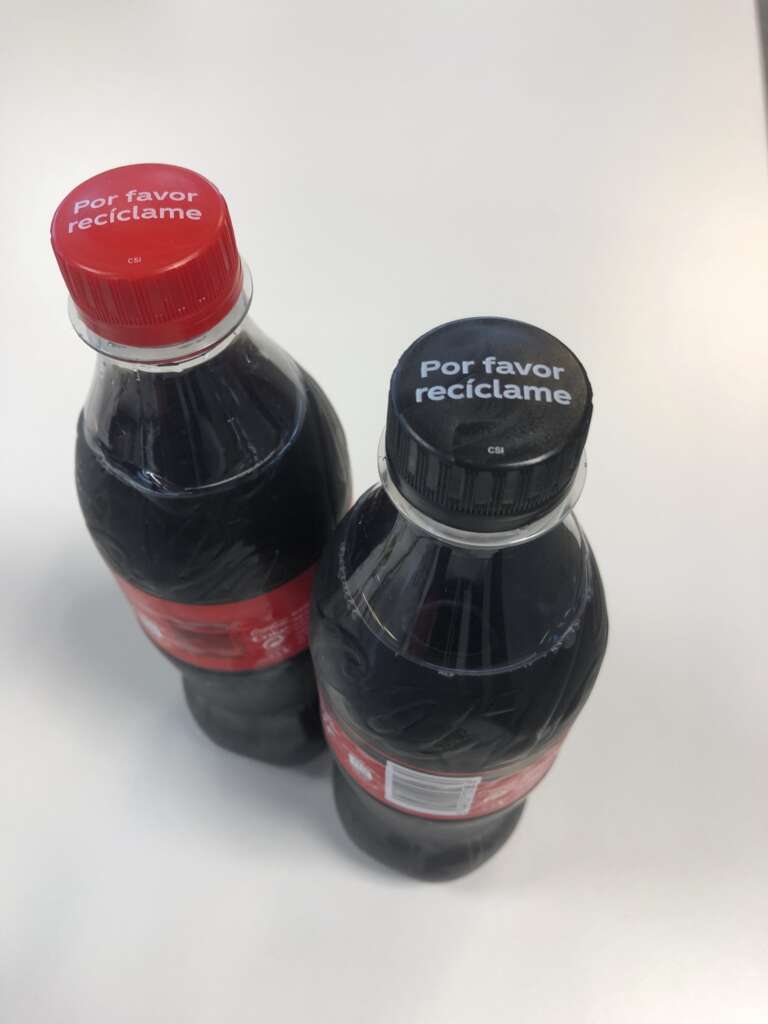 Por favor
recíclame
CSI
Por favor
recíclame
CSI